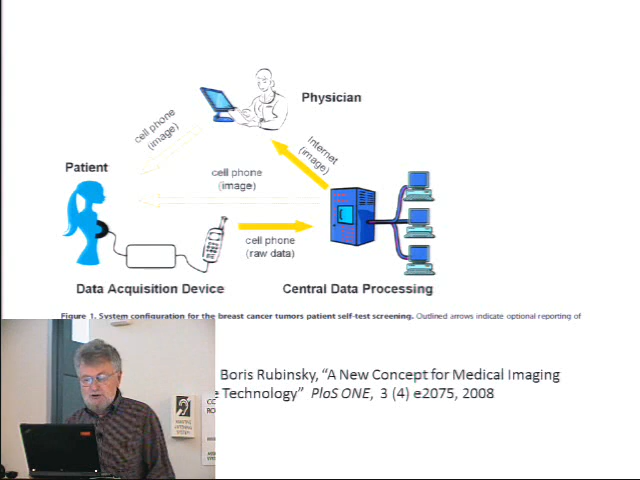 Physician
cell phone
(image)
Internet
(image)
Patient
cell phone
(image)
cell phone
(raw data)
Data Acquisition Device
Central Data Processing
Figure 1. System configuration for the breast cancer tumors patient self-test screening. Outlined arrows indicate optional reporting of
Boris Rubinsky, “A New Concept for Medical Imaging
e Technology” PloS ONE, 3 (4) e2075, 2008